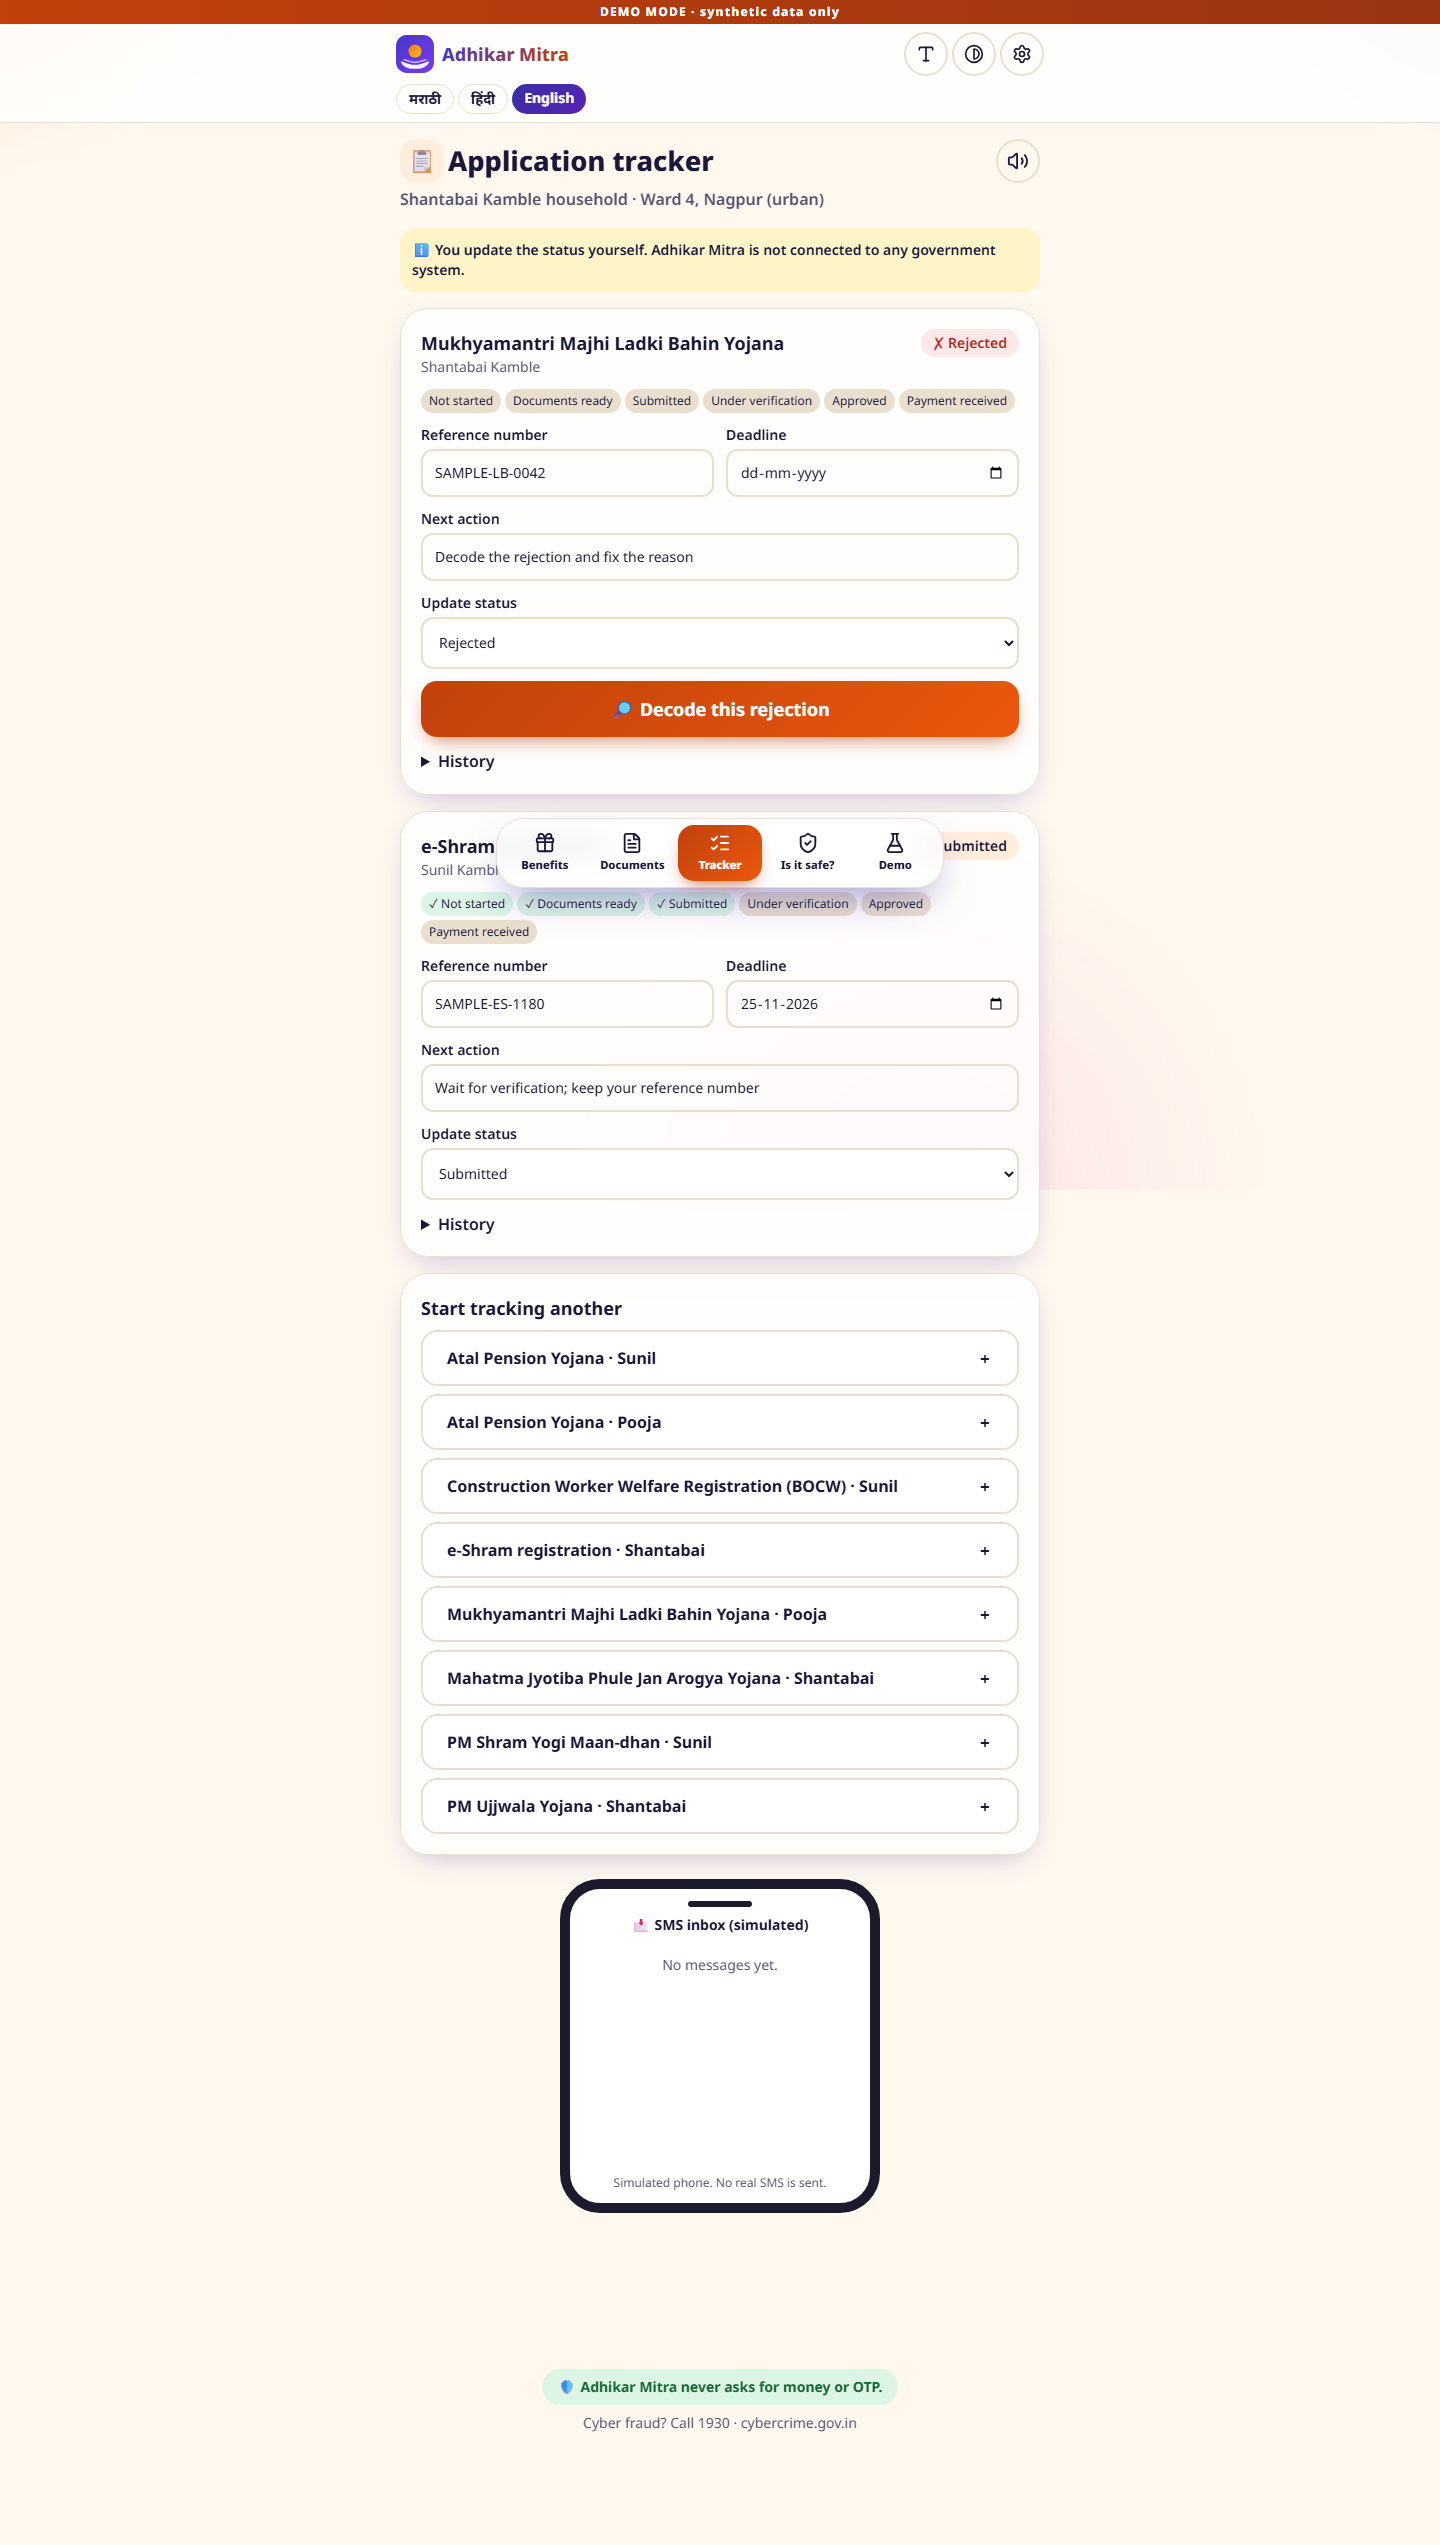 DEMO MODE · synthetic data only
Adhikar Mitra
मराठी
हिंदी
English
Application tracker
Shantabai Kamble household · Ward 4, Nagpur (urban)
You update the status yourself. Adhikar Mitra is not connected to any government
system.
Mukhyamantri Majhi Ladki Bahin Yojana
✗ Rejected
Shantabai Kamble
Not started
Documents ready
Submitted
Under verification
Approved
Payment received
Reference number
Deadline
SAMPLE-LB-0042
dd-mm-yyyy
Next action
Decode the rejection and fix the reason
Update status
Rejected
Decode this rejection
History
e-Shram
ubmitted
Sunil Kambl
Benefits
Documents
Tracker
Is it safe?
Demo
✓ Not started
✓ Documents ready
✓ Submitted
Under verification
Approved
Payment received
Reference number
Deadline
SAMPLE-ES-1180
25-11-2026
Next action
Wait for verification; keep your reference number
Update status
Submitted
History
Start tracking another
Atal Pension Yojana · Sunil +
Atal Pension Yojana · Pooja +
Construction Worker Welfare Registration (BOCW) · Sunil +
e-Shram registration · Shantabai +
Mukhyamantri Majhi Ladki Bahin Yojana · Pooja +
Mahatma Jyotiba Phule Jan Arogya Yojana · Shantabai +
PM Shram Yogi Maan-dhan · Sunil +
PM Ujjwala Yojana · Shantabai +
SMS inbox (simulated)
No messages yet.
Simulated phone. No real SMS is sent.
Adhikar Mitra never asks for money or OTP.
Cyber fraud? Call 1930 · cybercrime.gov.in